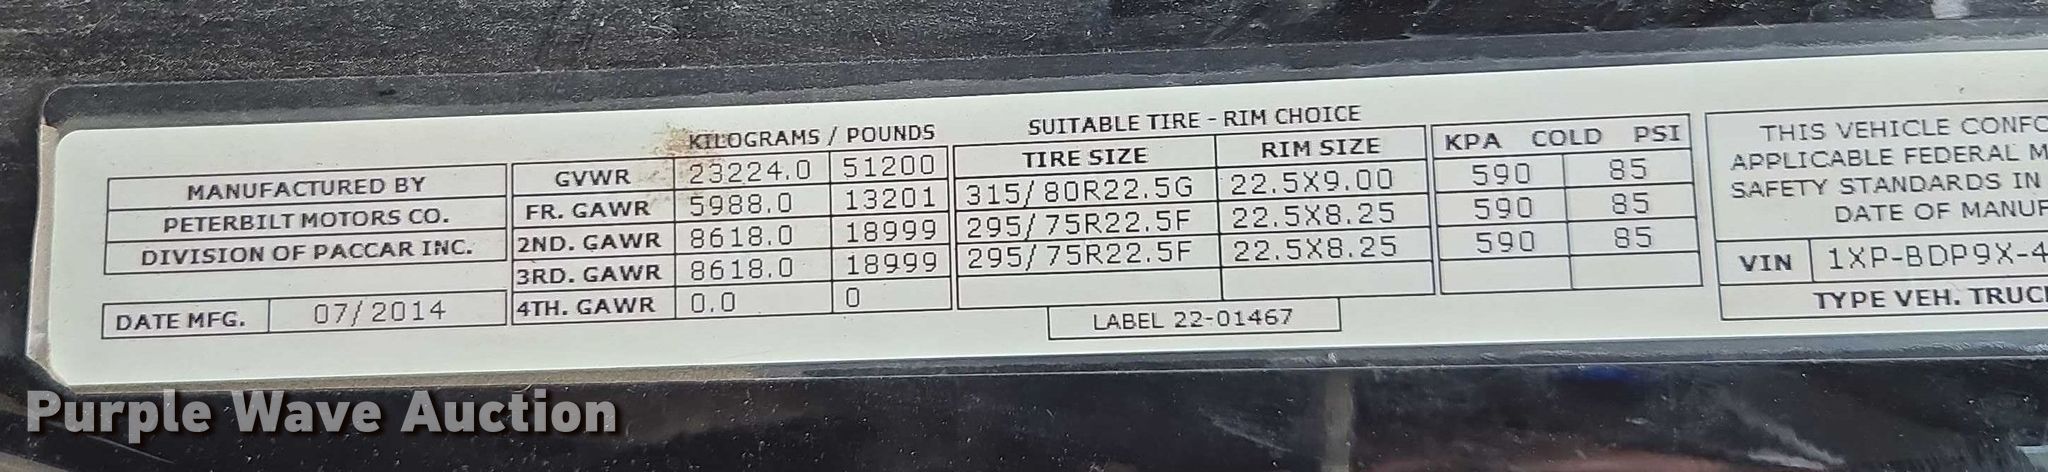 MANUFACTURED BY
PETERBILT MOTORS CO.
DIVISION OF PACCAR INC.
DATE MFG. 07/2014
KILOGRAMS / POUNDS
GVWR 23224.0 51200
FR. GAWR 5988.0 13201
2ND. GAWR 8618.0 18999
3RD. GAWR 8618.0 18999
4TH. GAWR 0.0 0
SUITABLE TIRE - RIM CHOICE
TIRE SIZE RIM SIZE
315/80R22.5G 22.5X9.00
295/75R22.5F 22.5X8.25
295/75R22.5F 22.5X8.25
LABEL 22-01467
KPA COLD PSI
590 85
590 85
590 85
THIS VEHICLE CONFO
APPLICABLE FEDERAL M
SAFETY STANDARDS IN
DATE OF MANUF
VIN 1XP-BDP9X-4
TYPE VEH. TRUC
Purple Wave Auction